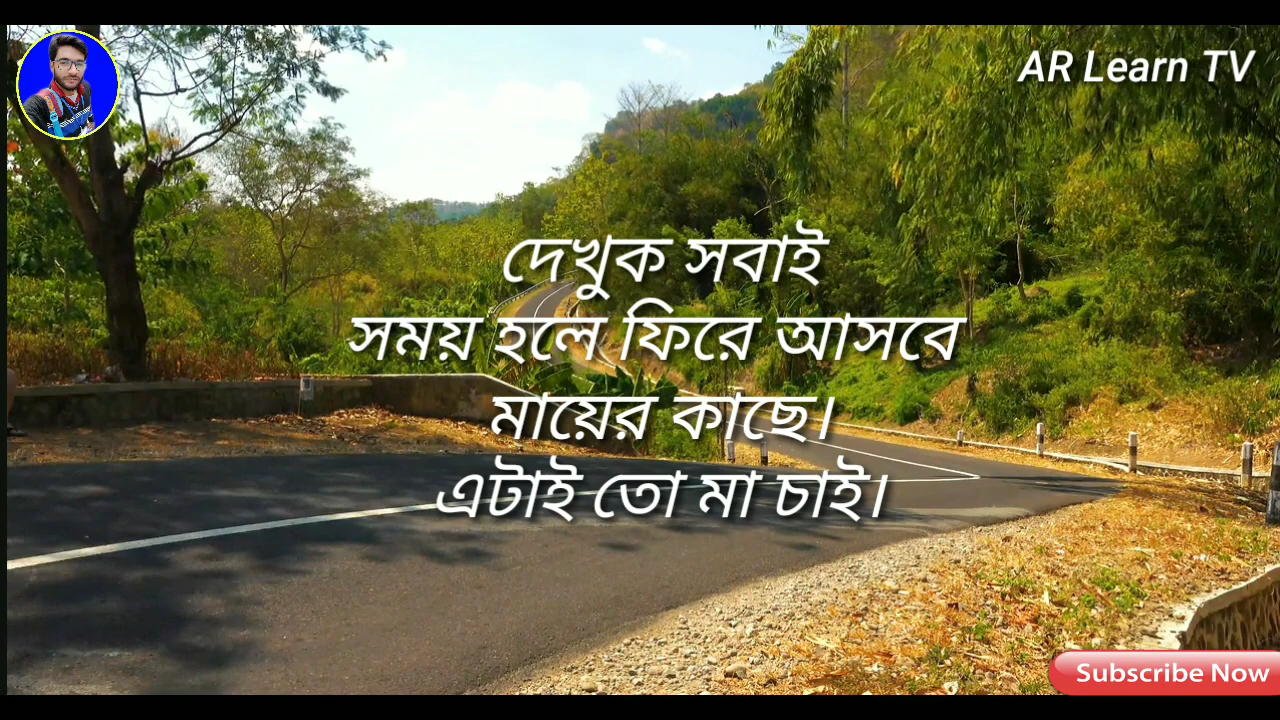 AR Learn TV
দেখুক সবাই
সময় হলে ফিরে আসবে
মায়ের কাছে।
এটাই তো মা চাই।
Subscribe Now